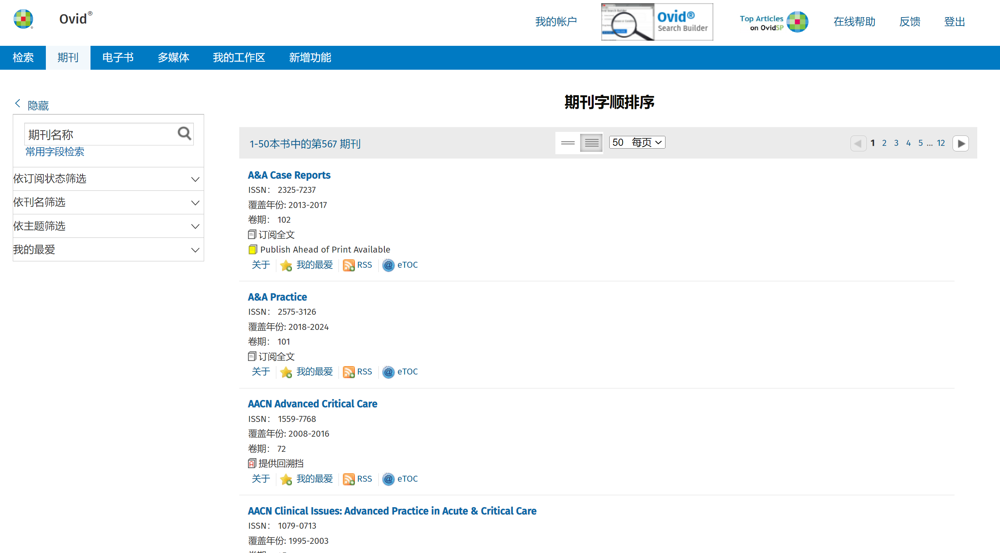 Ovid®
我的帐户
Ovid®
Search Builder
Top Articles
on OvidSP
在线帮助
反馈
登出
检索
期刊
电子书
多媒体
我的工作区
新增功能
隐藏
期刊名称
常用字段检索
依订阅状态筛选
依刊名筛选
依主题筛选
我的最爱
期刊字顺排序
1-50本书中的第567 期刊
50 每页
1 2 3 4 5 ... 12
A&A Case Reports
ISSN： 2325-7237
覆盖年份: 2013-2017
卷期： 102
订阅全文
Publish Ahead of Print Available
关于 我的最爱 RSS eTOC
A&A Practice
ISSN： 2575-3126
覆盖年份: 2018-2024
卷期： 101
订阅全文
关于 我的最爱 RSS eTOC
AACN Advanced Critical Care
ISSN： 1559-7768
覆盖年份: 2008-2016
卷期： 72
提供回溯挡
关于 我的最爱 RSS eTOC
AACN Clinical Issues: Advanced Practice in Acute & Critical Care
ISSN： 1079-0713
覆盖年份: 1995-2003